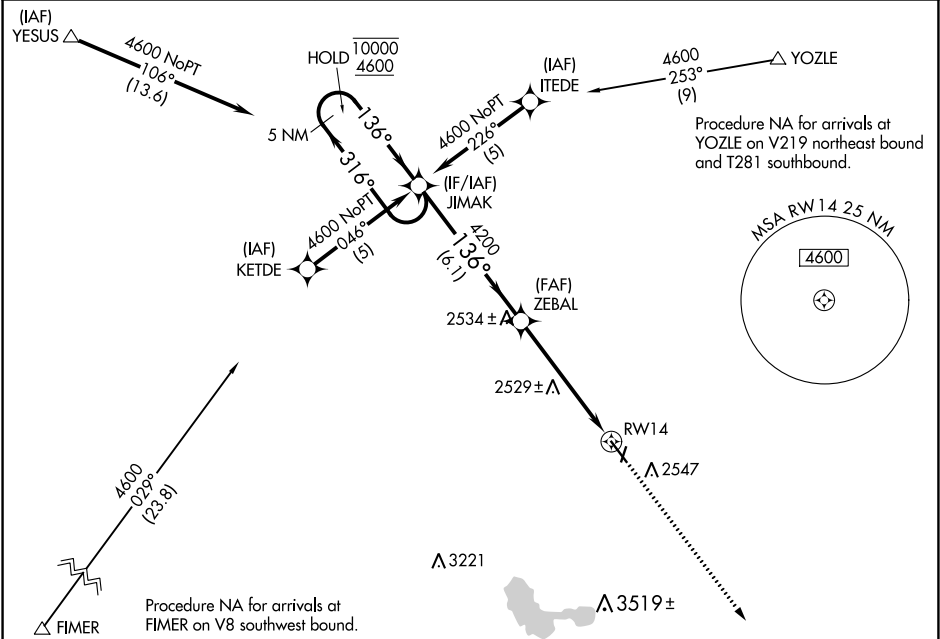 (IAF)
YESUS
4600 NoPT
106°
(13.6)
HOLD
10000
4600
5 NM
136°
316°
(IAF)
ITEDE
4600 NoPT
226°
(5)
4600
253°
(9)
YOZLE
Procedure NA for arrivals at
YOZLE on V219 northeast bound
and T281 southbound.
(IF/IAF)
JIMAK
4600 NoPT
046°
(5)
(IAF)
KETDE
4200
136°
(6.1)
(FAF)
ZEBAL
2534 ±
2529 ±
RW14
2547
MSA RW14 25 NM
4600
4600
029°
(23.8)
FIMER
Procedure NA for arrivals at
FIMER on V8 southwest bound.
3221
3519 ±